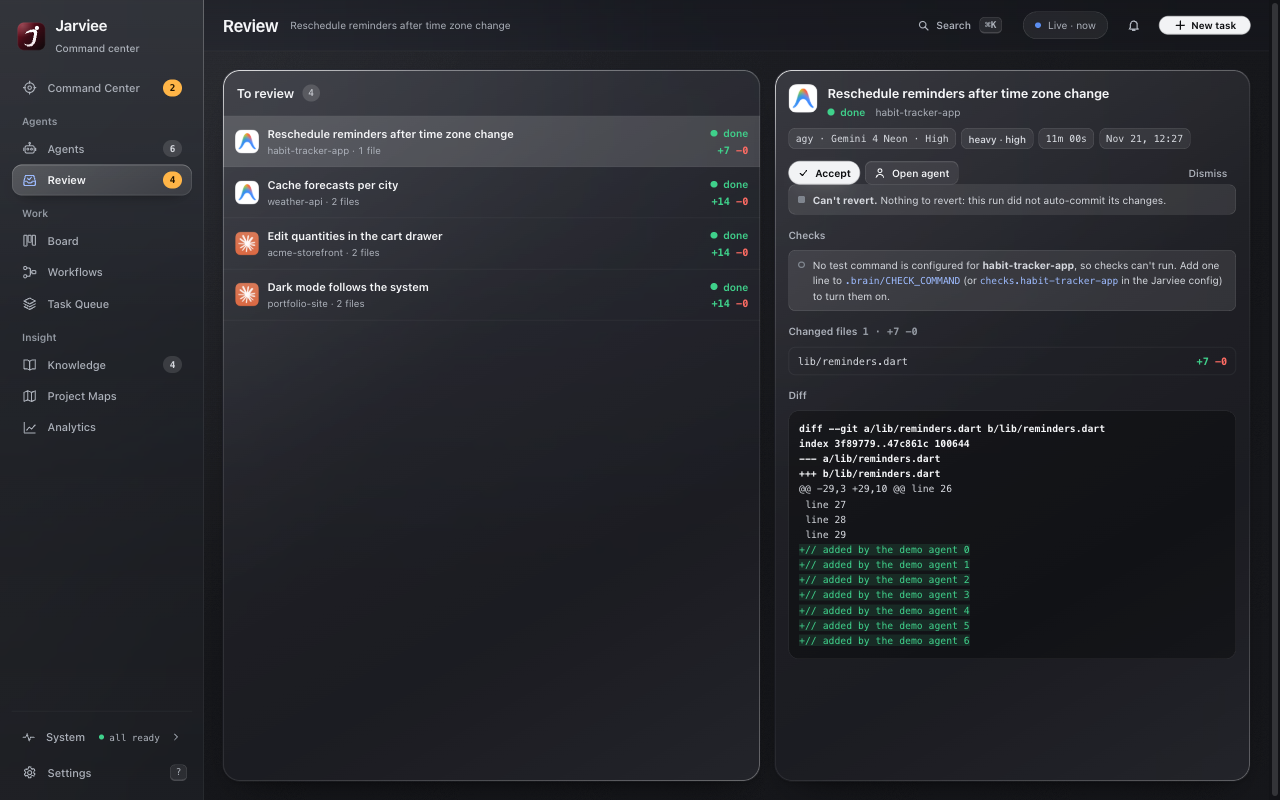 Jarviee
Command center
Command Center 2
Agents
Agents 6
Review 4
Work
Board
Workflows
Task Queue
Insight
Knowledge 4
Project Maps
Analytics
System all ready
Settings ?
Review Reschedule reminders after time zone change
Search ⌘K
Live · now
+ New task
To review 4
Reschedule reminders after time zone change done
habit-tracker-app · 1 file +7 −0
Cache forecasts per city done
weather-api · 2 files +14 −0
Edit quantities in the cart drawer done
acme-storefront · 2 files +14 −0
Dark mode follows the system done
portfolio-site · 2 files +14 −0
Reschedule reminders after time zone change
done habit-tracker-app
agy · Gemini 4 Neon · High heavy · high 11m 00s Nov 21, 12:27
Accept Open agent Dismiss
Can't revert. Nothing to revert: this run did not auto-commit its changes.
Checks
No test command is configured for habit-tracker-app, so checks can't run. Add one
line to .brain/CHECK_COMMAND (or checks.habit-tracker-app in the Jarviee config)
to turn them on.
Changed files 1 · +7 −0
lib/reminders.dart +7 −0
Diff
diff --git a/lib/reminders.dart b/lib/reminders.dart
index 3f89779..47c861c 100644
--- a/lib/reminders.dart
+++ b/lib/reminders.dart
@@ -29,3 +29,10 @@ line 26
line 27
line 28
line 29
+// added by the demo agent 0
+// added by the demo agent 1
+// added by the demo agent 2
+// added by the demo agent 3
+// added by the demo agent 4
+// added by the demo agent 5
+// added by the demo agent 6